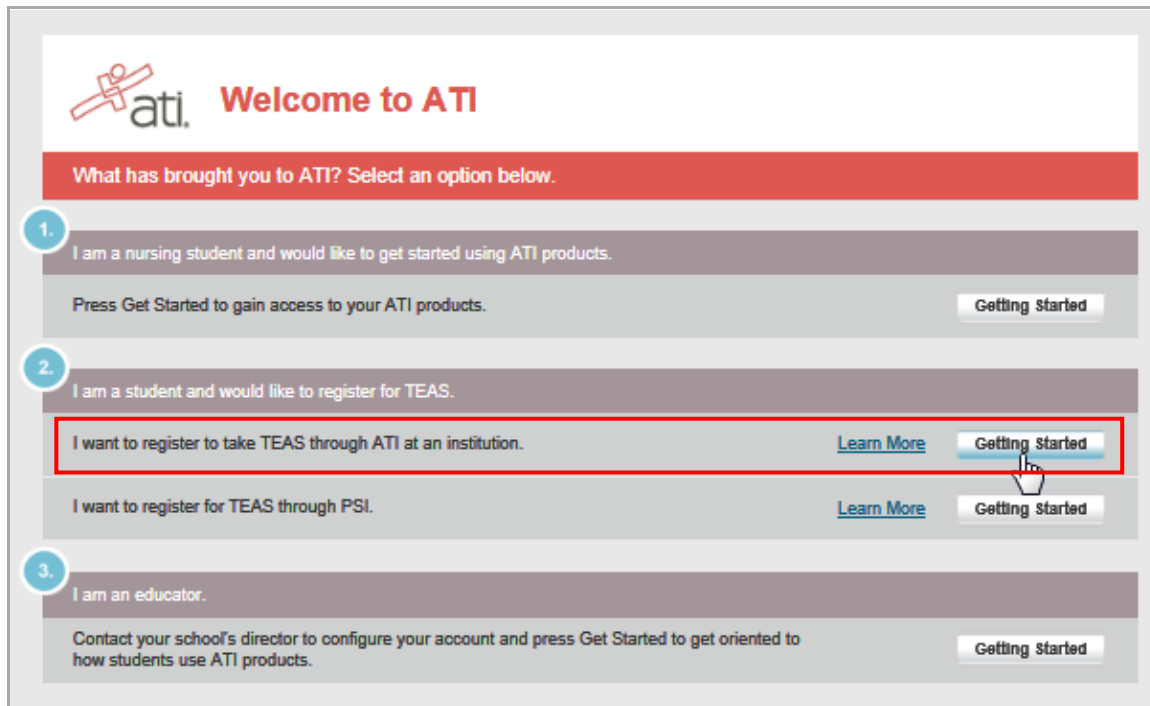 ati.
Welcome to ATI
What has brought you to ATI? Select an option below.
1.
I am a nursing student and would like to get started using ATI products.
Press Get Started to gain access to your ATI products.
Getting Started
2.
I am a student and would like to register for TEAS.
I want to register to take TEAS through ATI at an institution.
Learn More
Getting Started
I want to register for TEAS through PSI.
Learn More
Getting Started
3.
I am an educator.
Contact your school's director to configure your account and press Get Started to get oriented to
how students use ATI products.
Getting Started